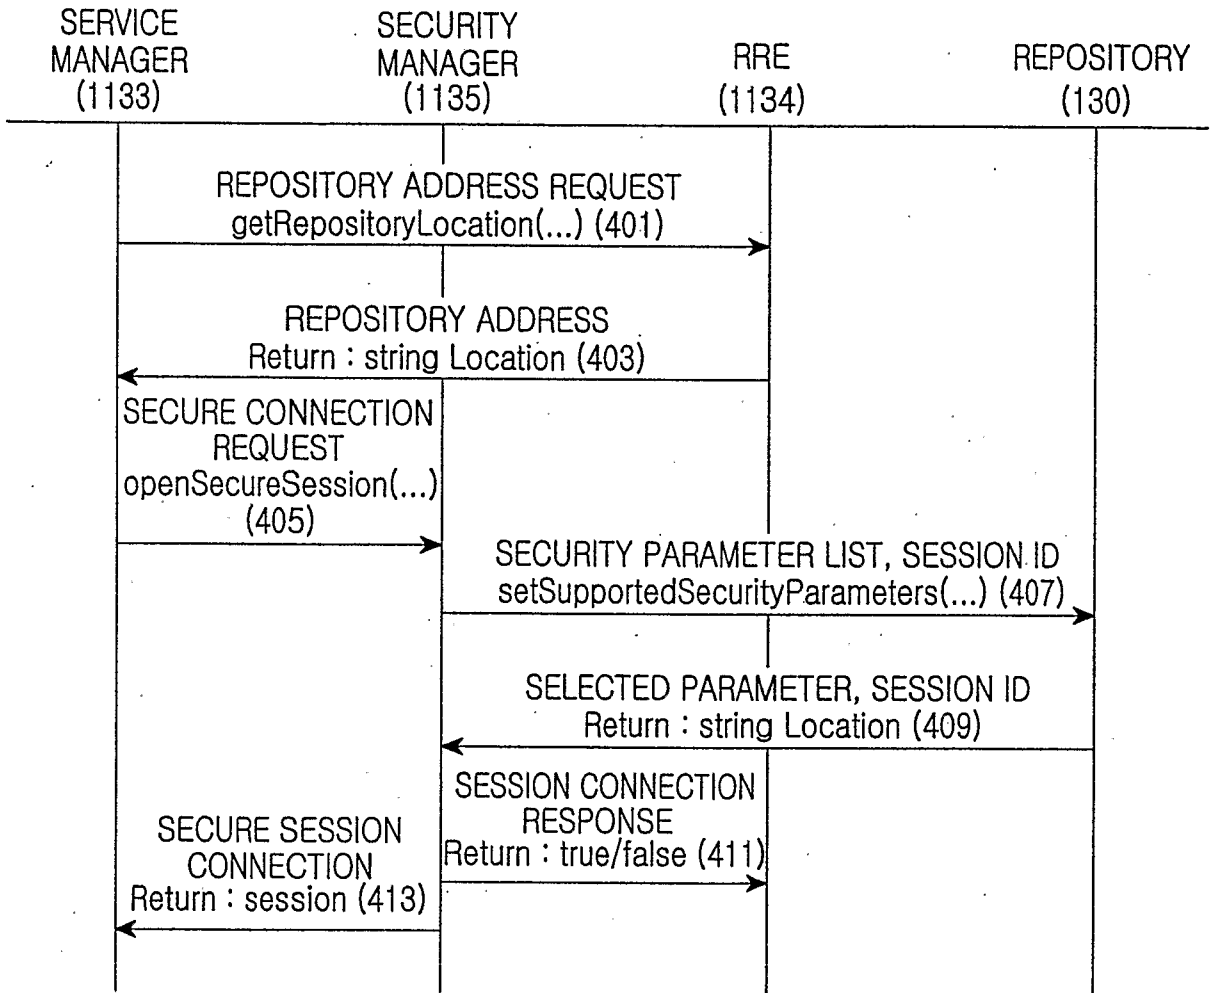 SERVICE
MANAGER
(1133)
SECURITY
MANAGER
(1135)
RRE
(1134)
REPOSITORY
(130)
REPOSITORY ADDRESS REQUEST
getRepositoryLocation(...) (401)
REPOSITORY ADDRESS
Return : string Location (403)
SECURE CONNECTION
REQUEST
openSecureSession(...)
(405)
SECURITY PARAMETER LIST, SESSION ID
setSupportedSecurityParameters(...) (407)
SELECTED PARAMETER, SESSION ID
Return : string Location (409)
SESSION CONNECTION
RESPONSE
Return : true/false (411)
SECURE SESSION
CONNECTION
Return : session (413)